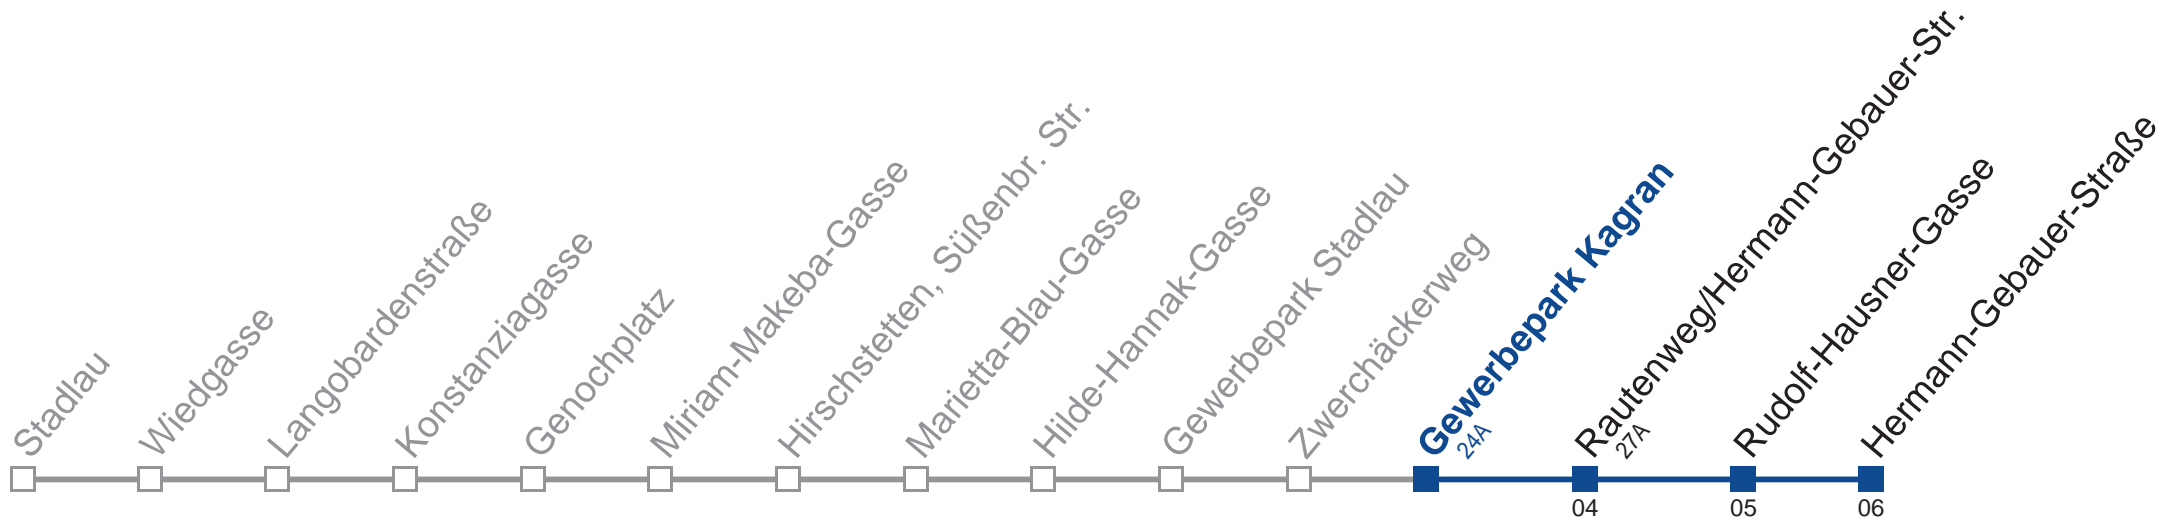 Stadlau
Wiedgasse
Langobardenstraße
Konstanziagasse
Genochplatz
Miriam-Makeba-Gasse
Hirschstetten, Süßenbr. Str.
Marietta-Blau-Gasse
Hilde-Hannak-Gasse
Gewerbepark Stadlau
Zwerchäckerweg
Gewerbepark Kagran
24A
Rautenweg/Hermann-Gebauer-Str.
27A
Rudolf-Hausner-Gasse
Hermann-Gebauer-Straße
04
05
06